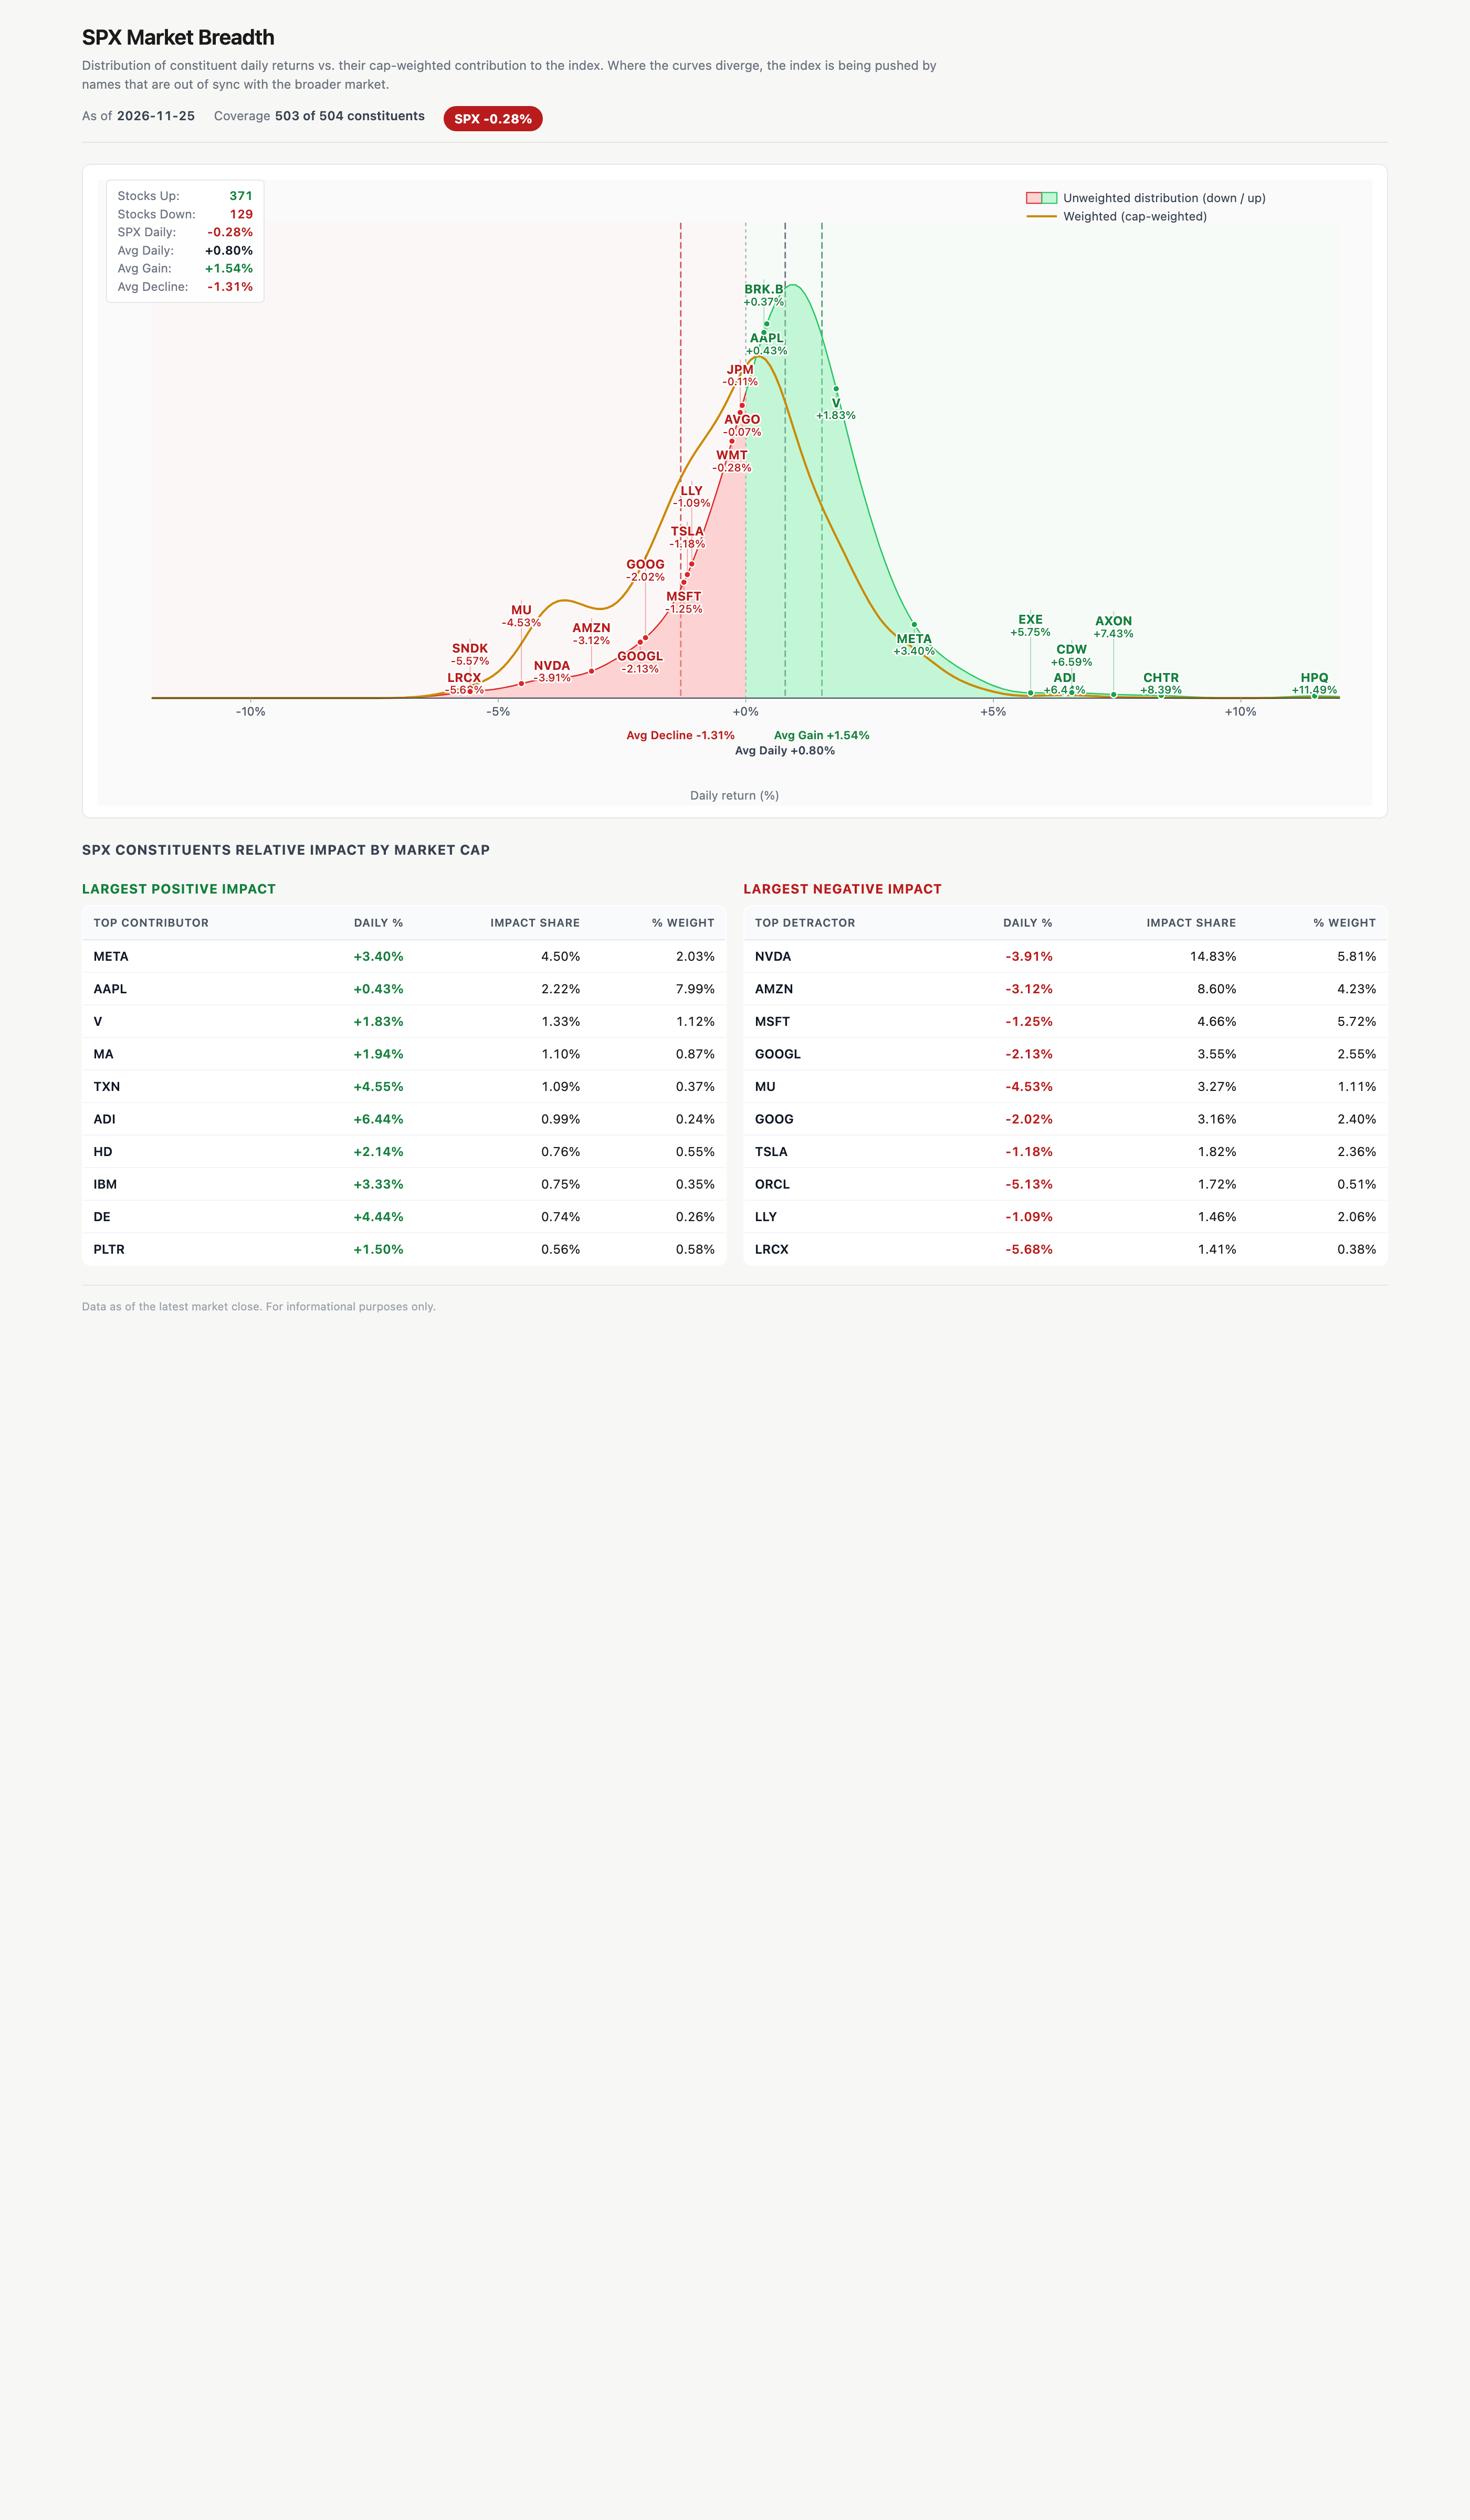 SPX Market Breadth
Distribution of constituent daily returns vs. their cap-weighted contribution to the index. Where the curves diverge, the index is being pushed by
names that are out of sync with the broader market.
As of 2026-11-25 Coverage 503 of 504 constituents SPX -0.28%
Stocks Up: 371
Stocks Down: 129
SPX Daily: -0.28%
Avg Daily: +0.80%
Avg Gain: +1.54%
Avg Decline: -1.31%
Unweighted distribution (down / up)
Weighted (cap-weighted)
BRK.B
+0.37%
AAPL
+0.43%
JPM
-0.11%
V
+1.83%
AVGO
-0.07%
WMT
-0.28%
LLY
-1.09%
TSLA
-1.18%
GOOG
-2.02%
MSFT
-1.25%
MU
-4.53%
AMZN
-3.12%
SNDK
-5.57%
NVDA
-3.91%
GOOGL
-2.13%
LRCX
META
+3.40%
EXE
+5.75%
AXON
+7.43%
CDW
+6.59%
ADI
+6.44%
CHTR
+8.39%
HPQ
+11.49%
-10% -5% +0% +5% +10%
Avg Decline -1.31% Avg Gain +1.54%
Avg Daily +0.80%
Daily return (%)
SPX CONSTITUENTS RELATIVE IMPACT BY MARKET CAP
LARGEST POSITIVE IMPACT
TOP CONTRIBUTOR DAILY % IMPACT SHARE % WEIGHT
META +3.40% 4.50% 2.03%
AAPL +0.43% 2.22% 7.99%
V +1.83% 1.33% 1.12%
MA +1.94% 1.10% 0.87%
TXN +4.55% 1.09% 0.37%
ADI +6.44% 0.99% 0.24%
HD +2.14% 0.76% 0.55%
IBM +3.33% 0.75% 0.35%
DE +4.44% 0.74% 0.26%
PLTR +1.50% 0.56% 0.58%
LARGEST NEGATIVE IMPACT
TOP DETRACTOR DAILY % IMPACT SHARE % WEIGHT
NVDA -3.91% 14.83% 5.81%
AMZN -3.12% 8.60% 4.23%
MSFT -1.25% 4.66% 5.72%
GOOGL -2.13% 3.55% 2.55%
MU -4.53% 3.27% 1.11%
GOOG -2.02% 3.16% 2.40%
TSLA -1.18% 1.82% 2.36%
ORCL -5.13% 1.72% 0.51%
LLY -1.09% 1.46% 2.06%
LRCX -5.68% 1.41% 0.38%
Data as of the latest market close. For informational purposes only.